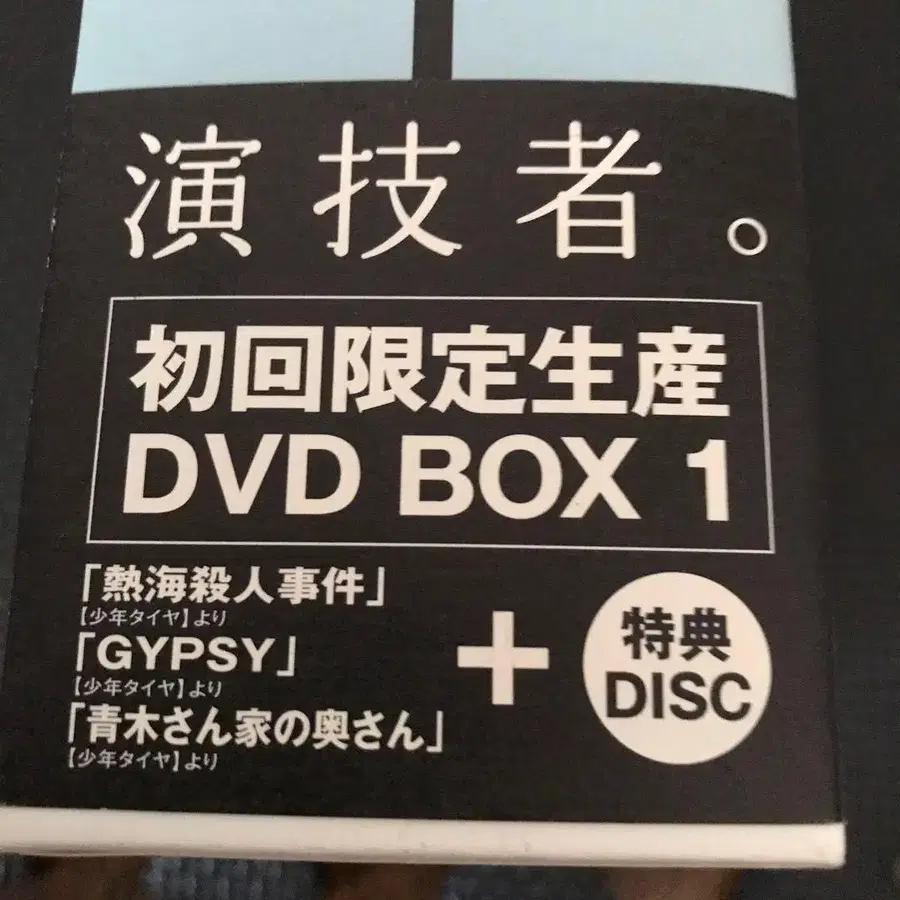 演技者。
初回限定生産
DVD BOX 1
「熱海殺人事件」
【少年タイヤ】より
「GYPSY」
【少年タイヤ】より
「青木さん家の奥さん」
【少年タイヤ】より
+
特典
DISC